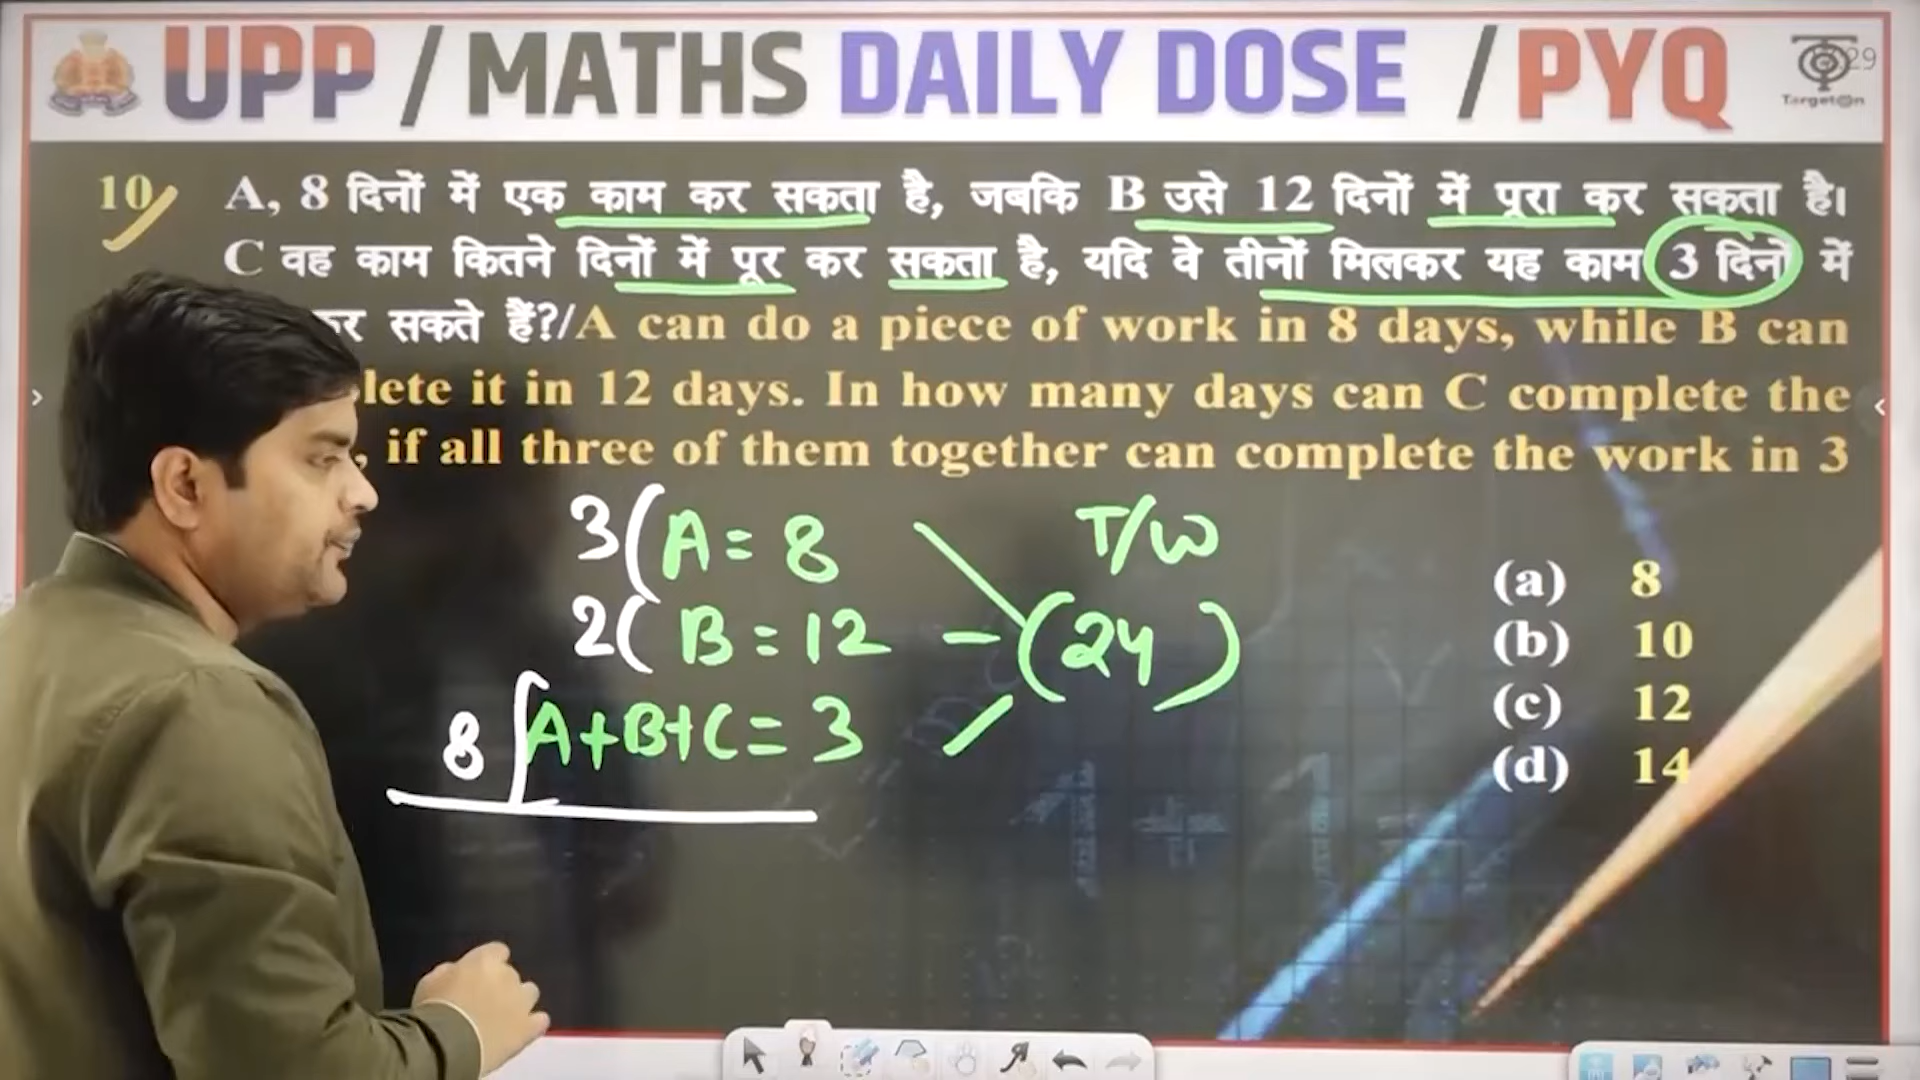 UPP / MATHS DAILY DOSE / PYQ
29
Target@n
10 A, 8 दिनों में एक काम कर सकता है, जबकि B उसे 12 दिनों में पूरा कर सकता है।
C वह काम कितने दिनों में पूर कर सकता है, यदि वे तीनों मिलकर यह काम 3 दिनों में
कर सकते हैं?/A can do a piece of work in 8 days, while B can
lete it in 12 days. In how many days can C complete the
, if all three of them together can complete the work in 3
3 ( A = 8 T/W
2 ( B = 12 - (24)
8 A+B+C = 3
(a) 8
(b) 10
(c) 12
(d) 14